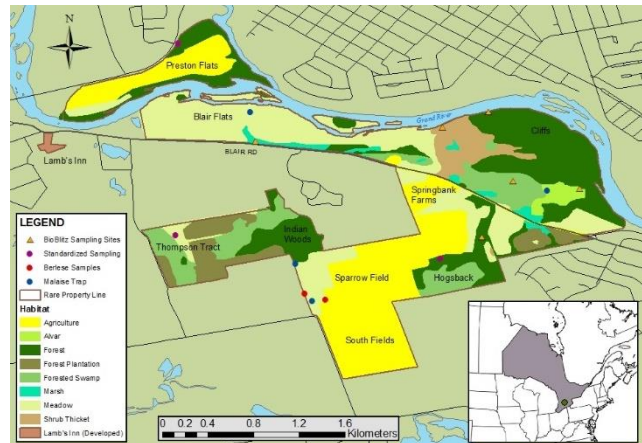 N
Preston Flats
Blair Flats
Grand River
Cliffs
BLAIR RD
Lamb's Inn
Springbank
Farms
LEGEND
BioBlitz Sampling Sites
Standardized Sampling
Berlese Samples
Malaise Trap
Rare Property Line
Habitat
Agriculture
Alvar
Forest
Forest Plantation
Forested Swamp
Marsh
Meadow
Shrub Thicket
Lamb's Inn (Developed)
Thompson Tract
Indian
Woods
Sparrow Field
Hogsback
South Fields
0 0.2 0.4 0.8 1.2 1.6
Kilometers